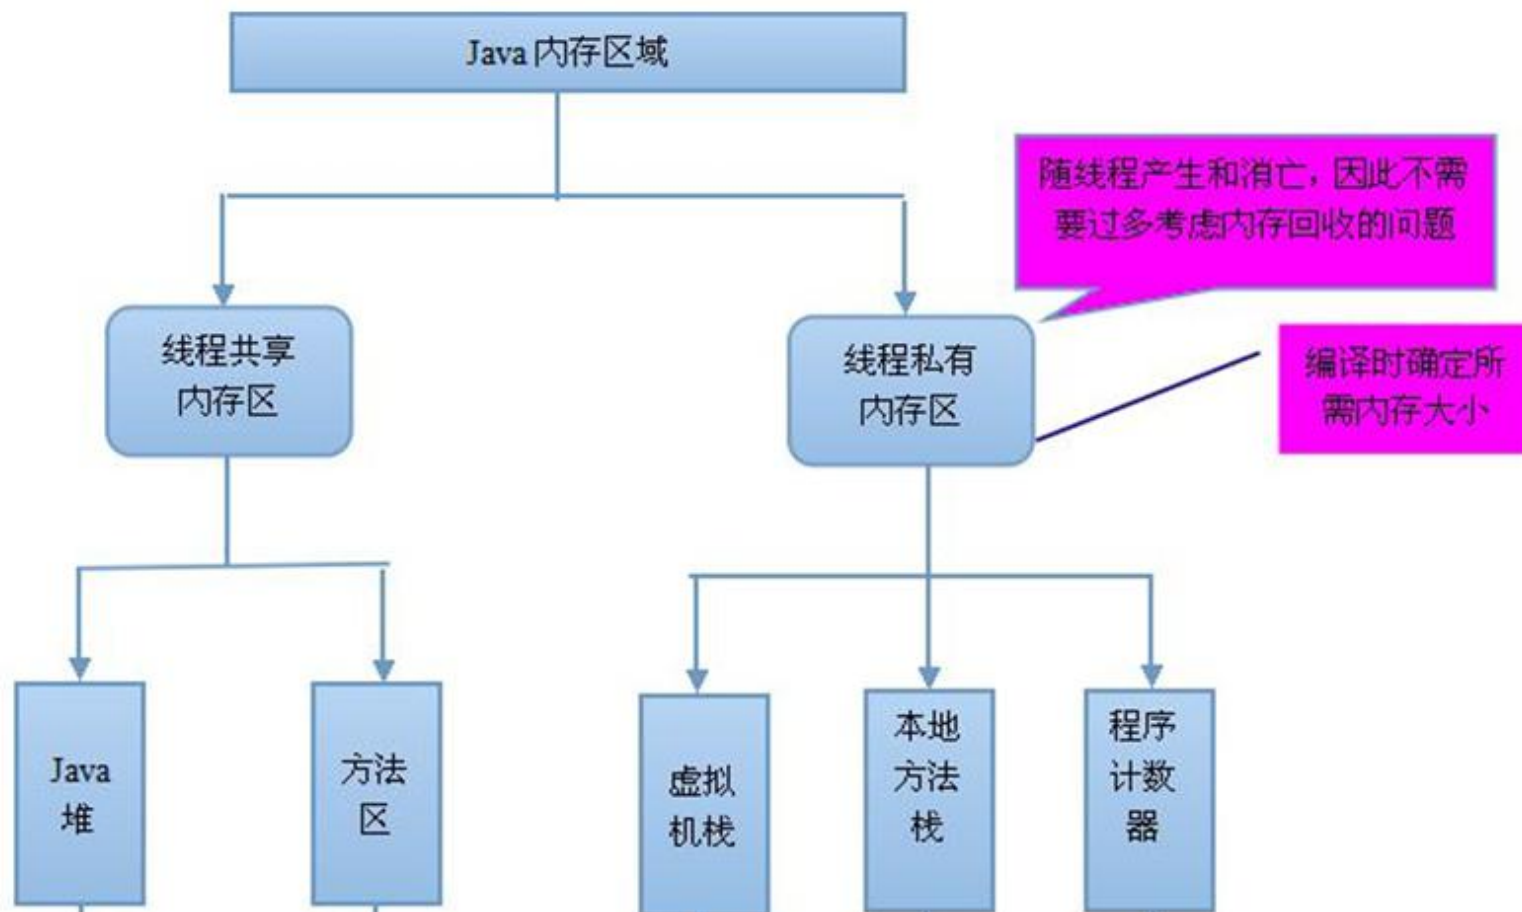 Java 内存区域
随线程产生和消亡，因此不需
要过多考虑内存回收的问题
线程共享
内存区
线程私有
内存区
编译时确定所
需内存大小
Java
堆
方法
区
虚拟
机栈
本地
方法
栈
程序
计数
器